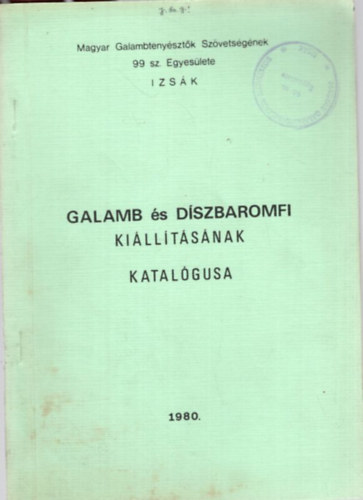 Magyar Galambtenyésztők Szövetségének
99 sz. Egyesülete
IZSÁK
GALAMB és DÍSZBAROMFI
KIÁLLÍTÁSÁNAK
KATALÓGUSA
1980.